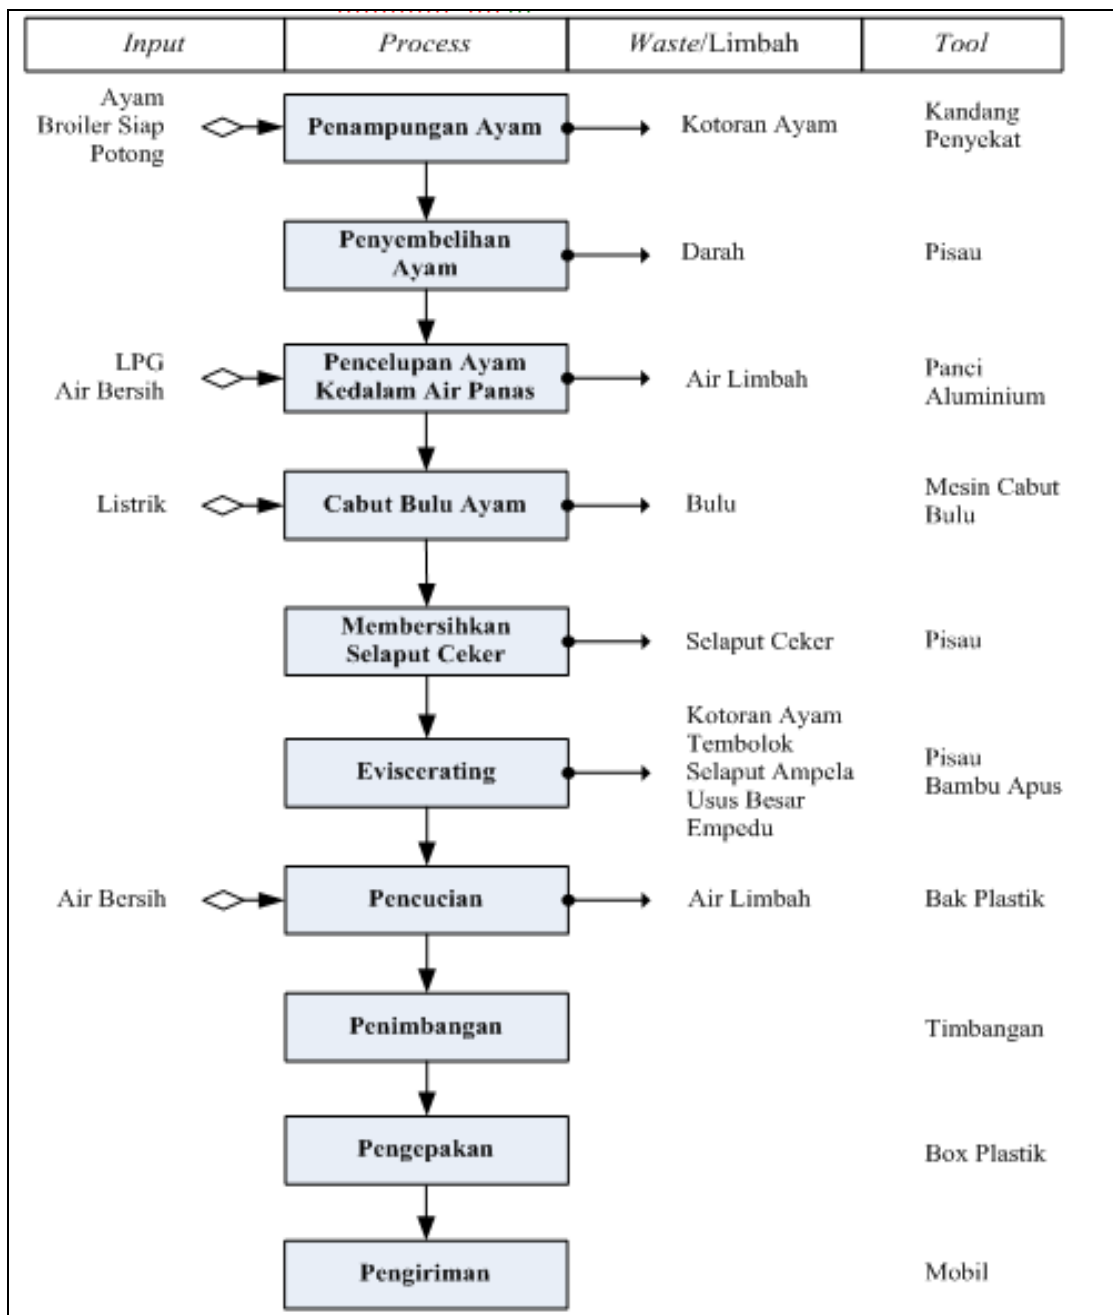 Input Process Waste/Limbah Tool
Ayam
Broiler Siap
Potong
Penampungan Ayam
Kotoran Ayam
Kandang
Penyekat
Penyembelihan
Ayam
Darah
Pisau
LPG
Air Bersih
Pencelupan Ayam
Kedalam Air Panas
Air Limbah
Panci
Aluminium
Listrik
Cabut Bulu Ayam
Bulu
Mesin Cabut
Bulu
Membersihkan
Selaput Ceker
Selaput Ceker
Pisau
Eviscerating
Kotoran Ayam
Tembolok
Selaput Ampela
Usus Besar
Empedu
Pisau
Bambu Apus
Air Bersih
Pencucian
Air Limbah
Bak Plastik
Penimbangan
Timbangan
Pengepakan
Box Plastik
Pengiriman
Mobil